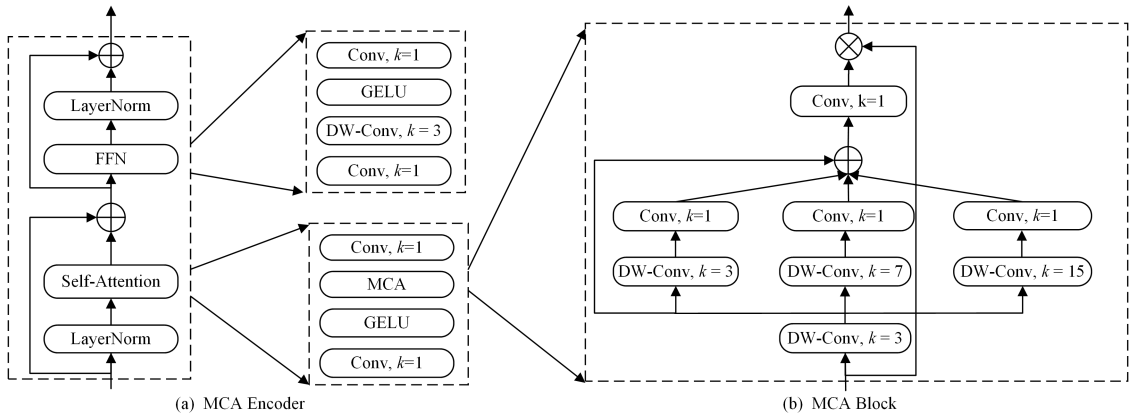 LayerNorm
FFN
Self-Attention
LayerNorm
Conv, k=1
GELU
DW-Conv, k = 3
Conv, k=1
Conv, k=1
MCA
GELU
Conv, k=1
(a) MCA Encoder
Conv, k=1
Conv, k=1
Conv, k=1
Conv, k=1
DW-Conv, k = 3
DW-Conv, k = 7
DW-Conv, k = 15
DW-Conv, k = 3
(b) MCA Block